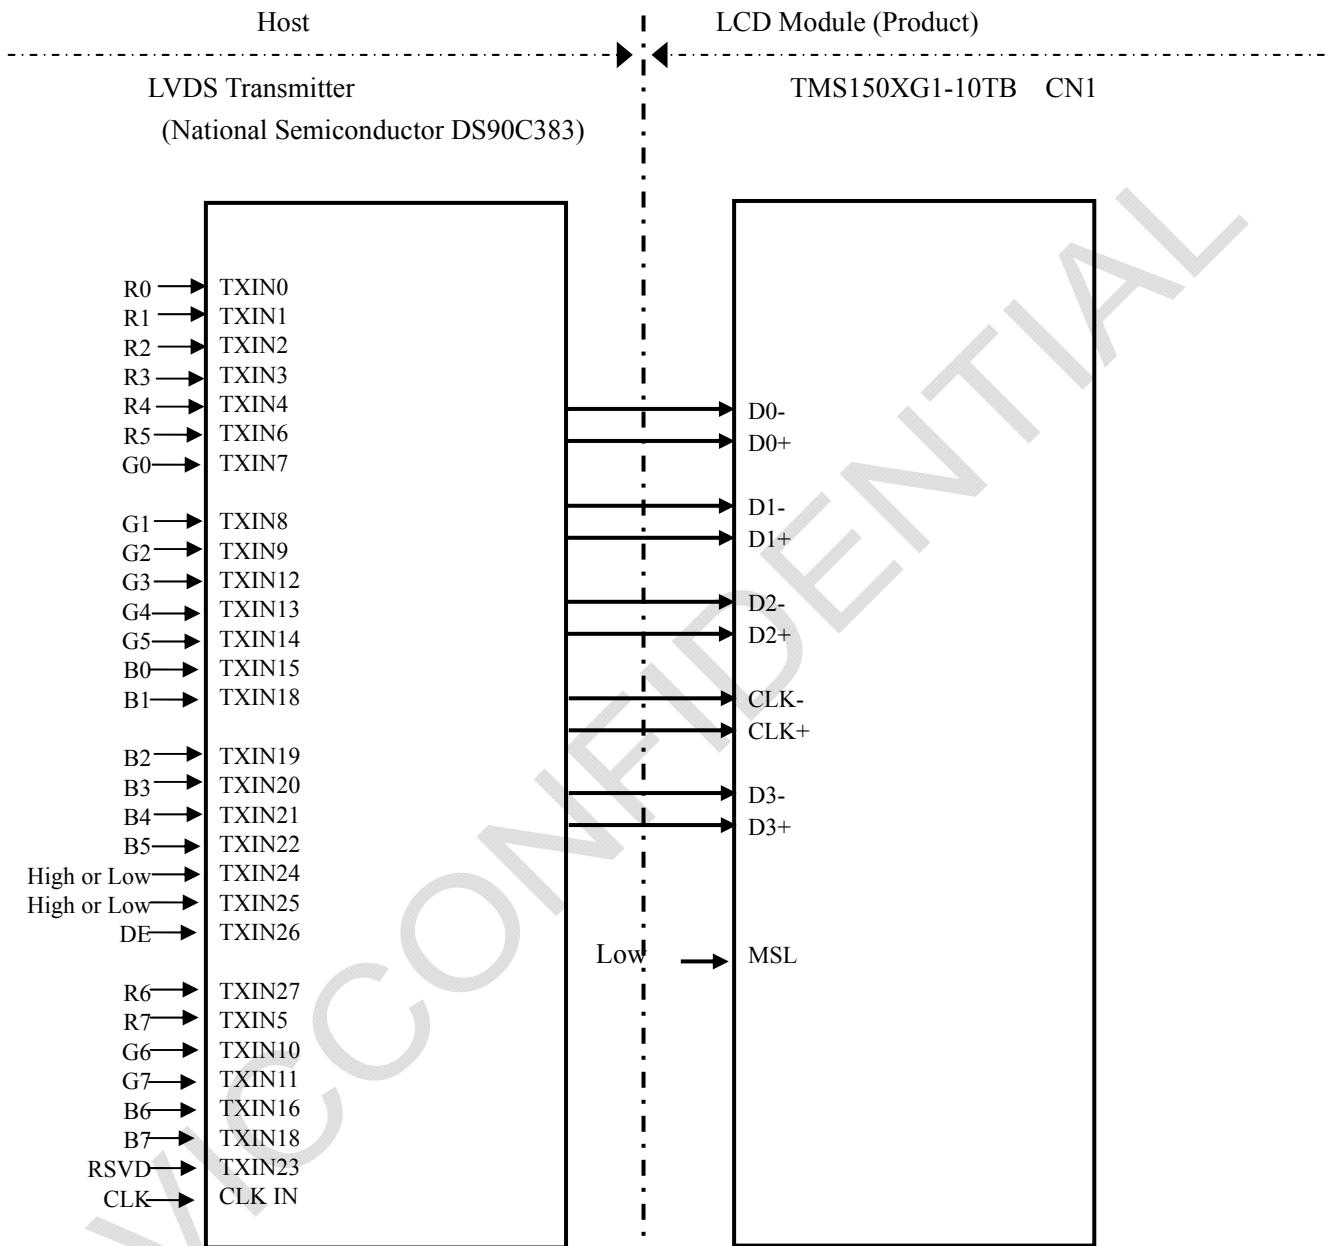 Host LCD Module (Product)
LVDS Transmitter TMS150XG1-10TB CN1
(National Semiconductor DS90C383)
R0 TXIN0
R1 TXIN1
R2 TXIN2
R3 TXIN3
R4 TXIN4
R5 TXIN6
G0 TXIN7
G1 TXIN8
G2 TXIN9
G3 TXIN12
G4 TXIN13
G5 TXIN14
B0 TXIN15
B1 TXIN18
B2 TXIN19
B3 TXIN20
B4 TXIN21
B5 TXIN22
High or Low TXIN24
High or Low TXIN25
DE TXIN26
R6 TXIN27
R7 TXIN5
G6 TXIN10
G7 TXIN11
B6 TXIN16
B7 TXIN18
RSVD TXIN23
CLK CLK IN
D0-
D0+
D1-
D1+
D2-
D2+
CLK-
CLK+
D3-
D3+
Low MSL
VICCONFIDENTIAL